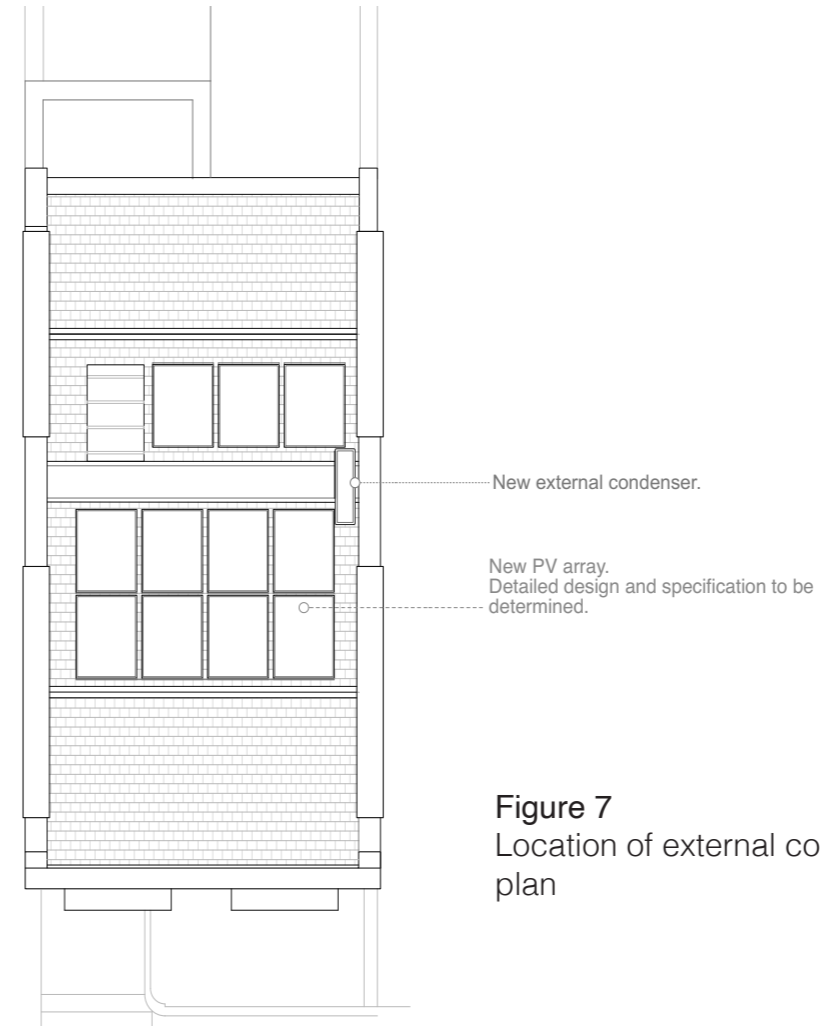 New external condenser.
New PV array.
Detailed design and specification to be
determined.
Figure 7
Location of external co
plan